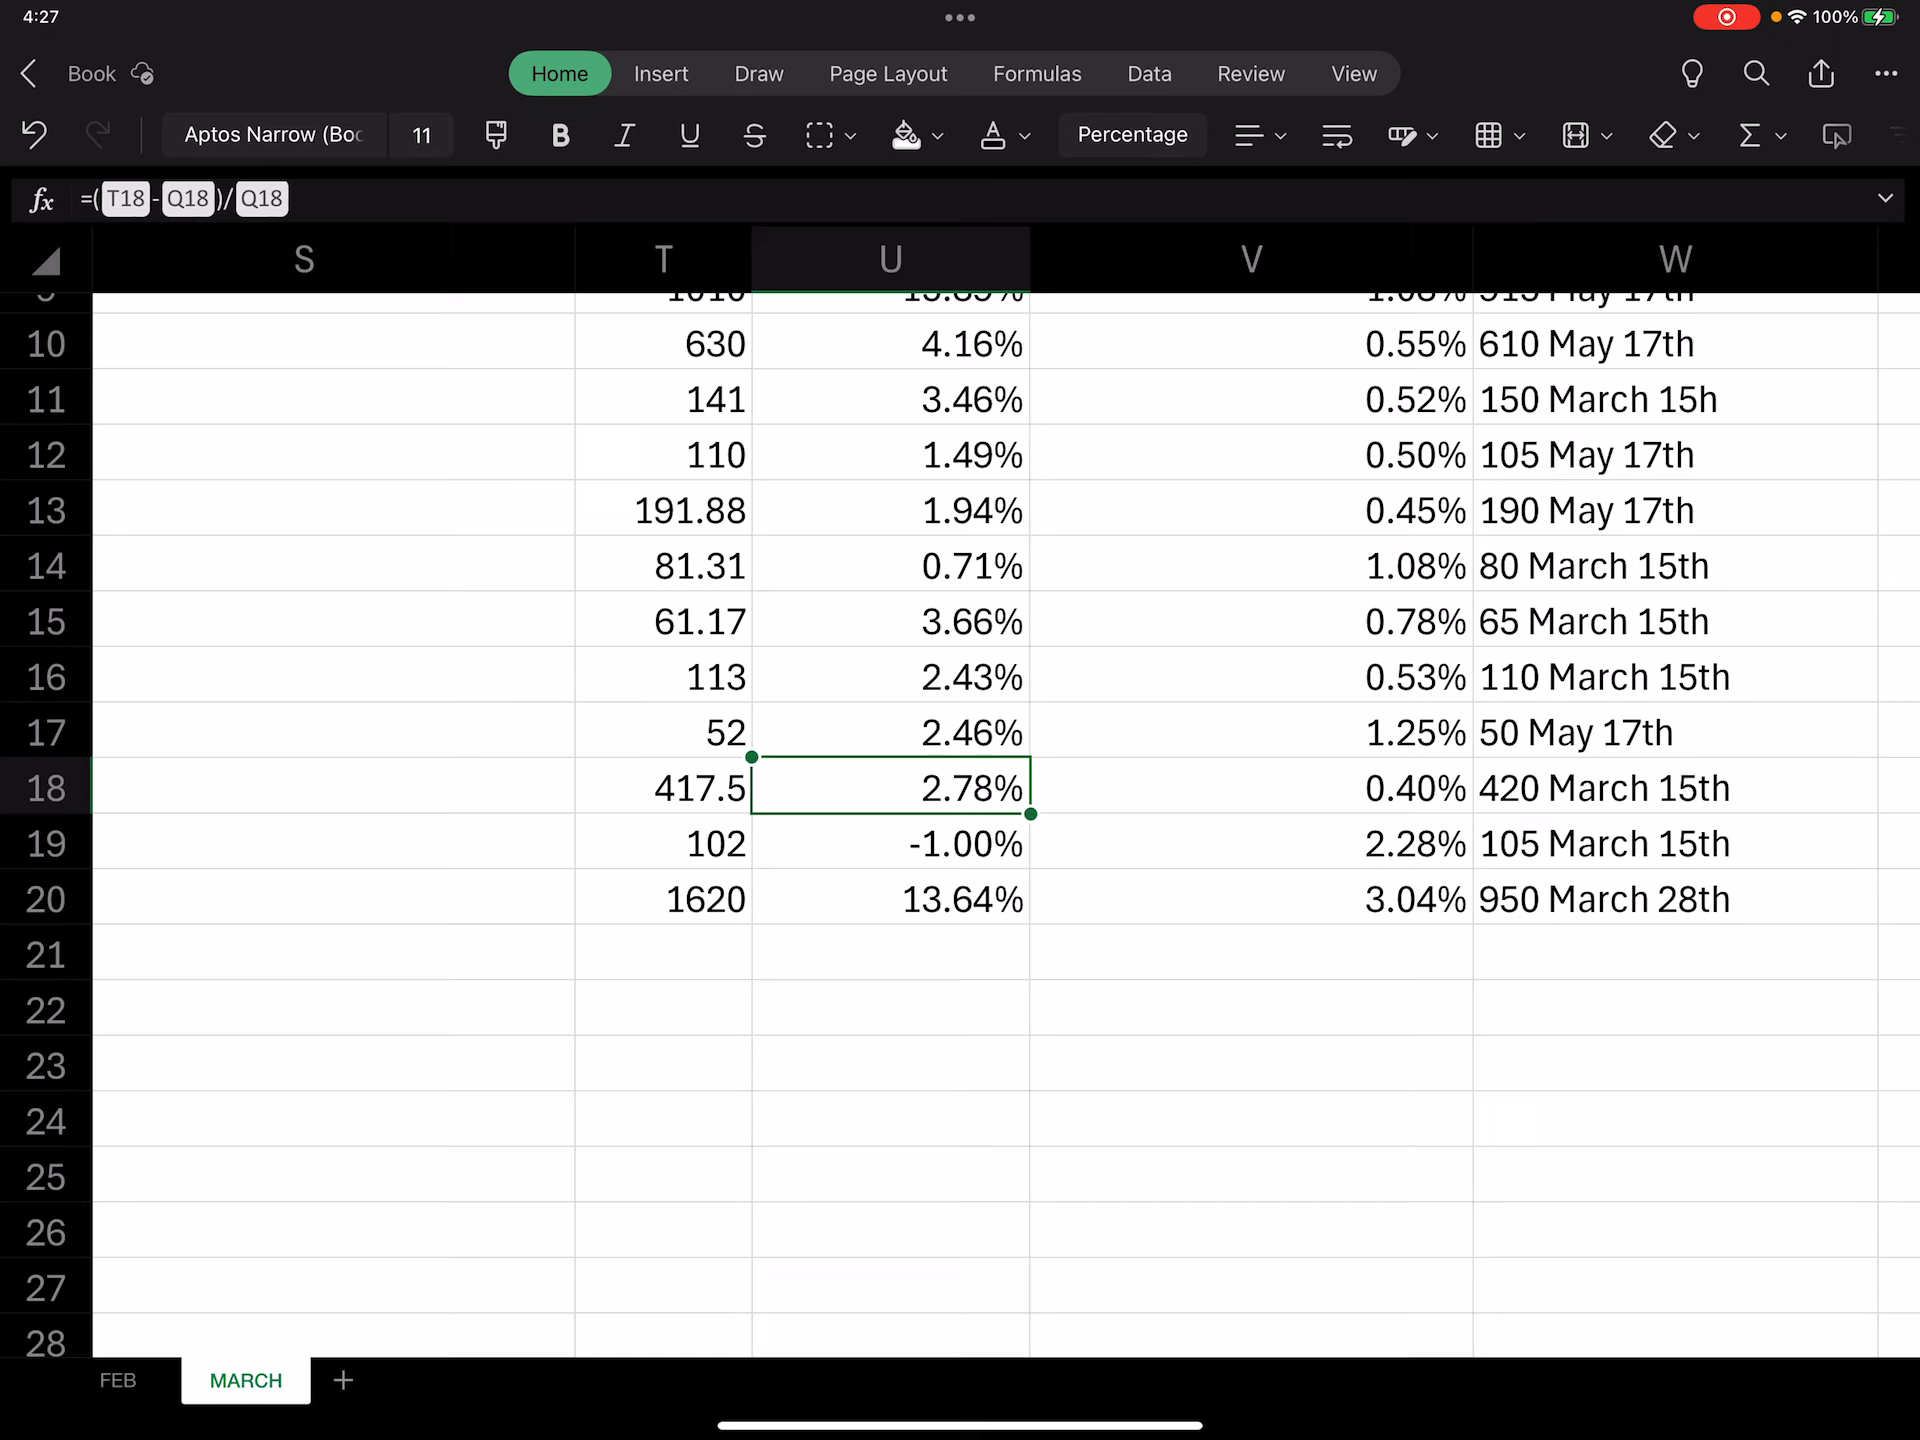 4:27
100%
Book
Home Insert Draw Page Layout Formulas Data Review View
Aptos Narrow (Boc 11 B I U S A Percentage Σ
fx =(T18-Q18)/Q18
S T U V W
10 630 4.16% 0.55% 610 May 17th
11 141 3.46% 0.52% 150 March 15h
12 110 1.49% 0.50% 105 May 17th
13 191.88 1.94% 0.45% 190 May 17th
14 81.31 0.71% 1.08% 80 March 15th
15 61.17 3.66% 0.78% 65 March 15th
16 113 2.43% 0.53% 110 March 15th
17 52 2.46% 1.25% 50 May 17th
18 417.5 2.78% 0.40% 420 March 15th
19 102 -1.00% 2.28% 105 March 15th
20 1620 13.64% 3.04% 950 March 28th
21
22
23
24
25
26
27
28
FEB MARCH +